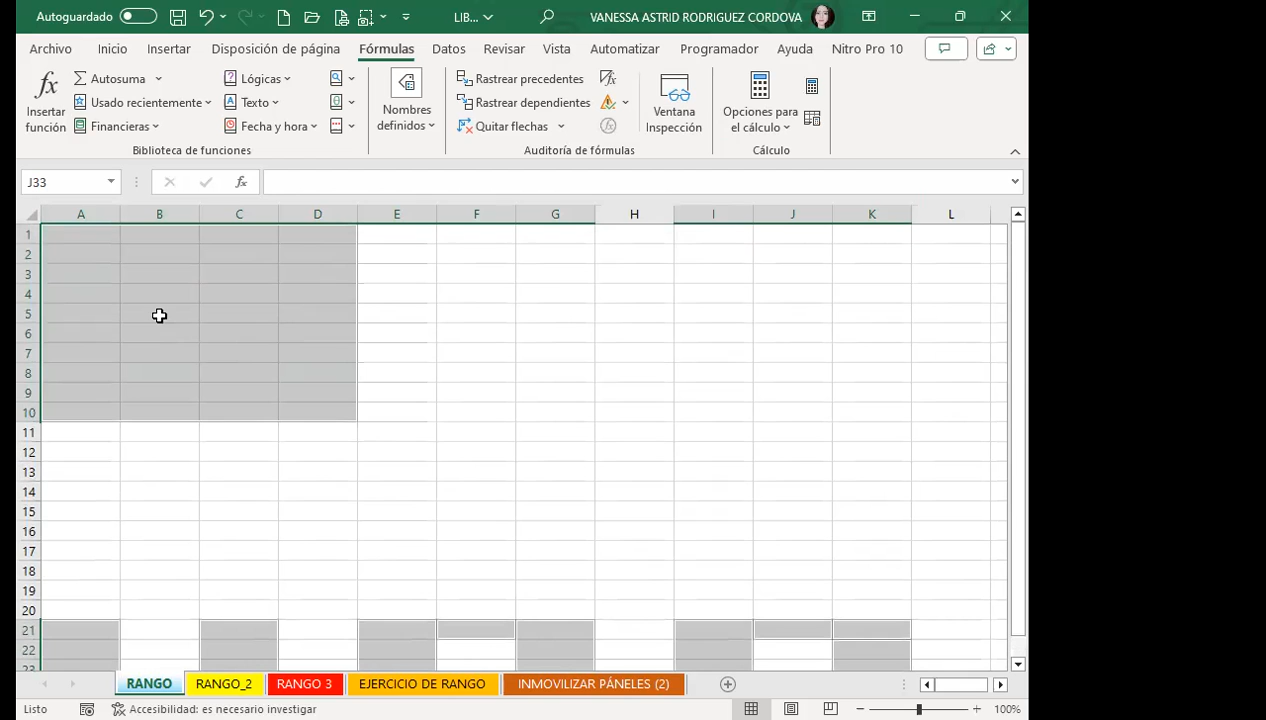 Autoguardado LIB... VANESSA ASTRID RODRIGUEZ CORDOVA
Archivo Inicio Insertar Disposición de página Fórmulas Datos Revisar Vista Automatizar Programador Ayuda Nitro Pro 10
fx Insertar función
Autosuma
Usado recientemente
Financieras
Lógicas
Texto
Fecha y hora
Biblioteca de funciones
Nombres definidos
Rastrear precedentes
Rastrear dependientes
Quitar flechas
fx
fx
Ventana Inspección
Auditoría de fórmulas
Opciones para el cálculo
Cálculo
J33 fx
A B C D E F G H I J K L
1
2
3
4
5
6
7
8
9
10
11
12
13
14
15
16
17
18
19
20
21
22
23
RANGO RANGO_2 RANGO 3 EJERCICIO DE RANGO INMOVILIZAR PÁNELES (2)
Listo Accesibilidad: es necesario investigar 100%